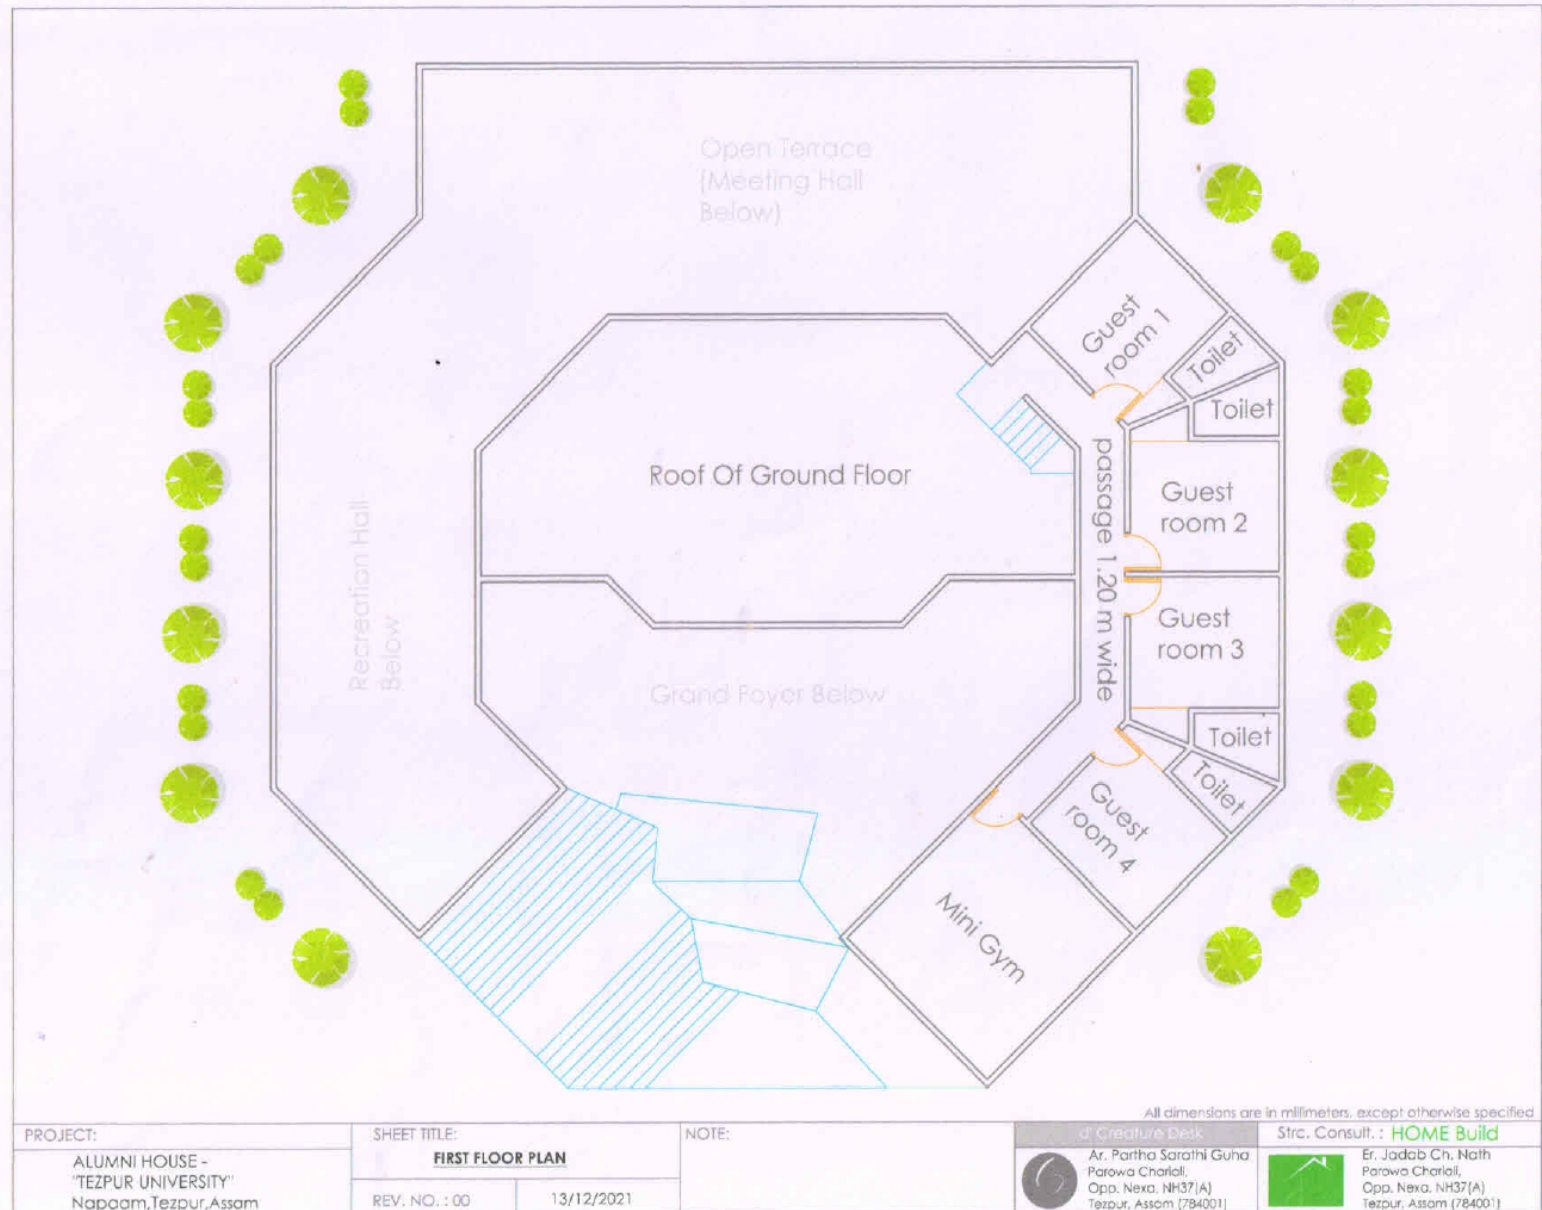 Open Terrace
(Meeting Hall
Below)
Guest
room 1
Toilet
Toilet
Roof Of Ground Floor
passage 1.20 m wide
Guest
room 2
Recreation Hall
Below
Guest
room 3
Grand Foyer Below
Toilet
Toilet
Guest
room 4
Mini Gym
All dimensions are in millimeters, except otherwise specified
PROJECT:
ALUMNI HOUSE -
"TEZPUR UNIVERSITY"
Napaam,Tezpur,Assam
SHEET TITLE:
FIRST FLOOR PLAN
REV. NO. : 00
13/12/2021
NOTE:
d' Creature Desk
Ar. Partha Sarathi Guha
Parowa Chariali,
Opp. Nexa, NH37(A)
Tezpur, Assam (784001)
Strc. Consult. : HOME Build
Er. Jadab Ch. Nath
Parowa Chariali,
Opp. Nexa, NH37(A)
Tezpur, Assam (784001)